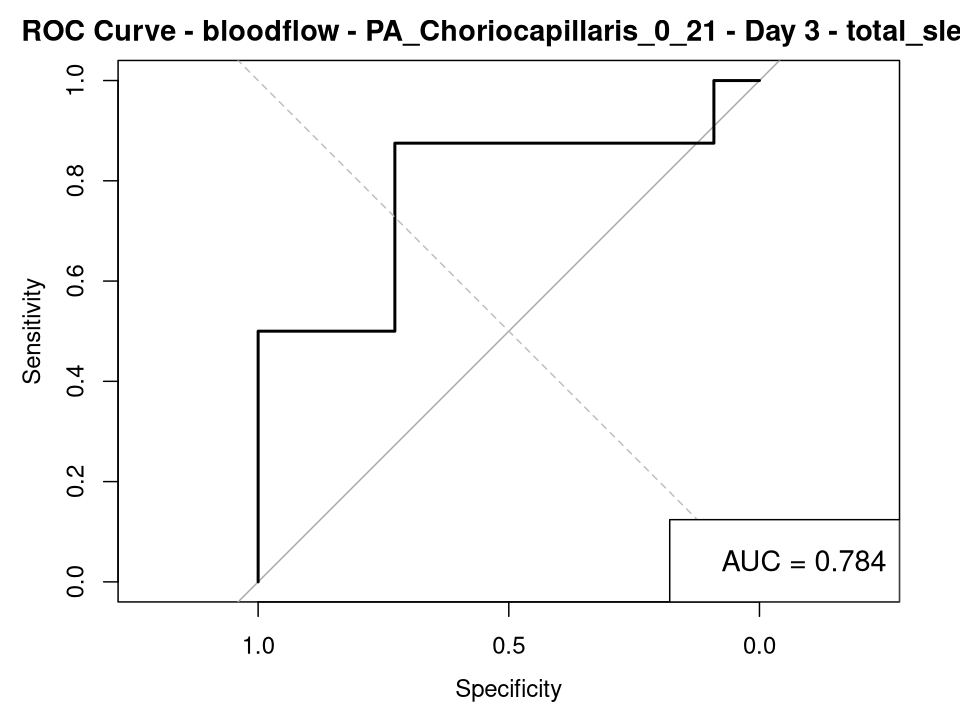 ROC Curve - bloodflow - PA_Choriocapillaris_0_21 - Day 3 - total_sle
1.0
0.8
0.6
0.4
0.2
0.0
Sensitivity
AUC = 0.784
1.0 0.5 0.0
Specificity